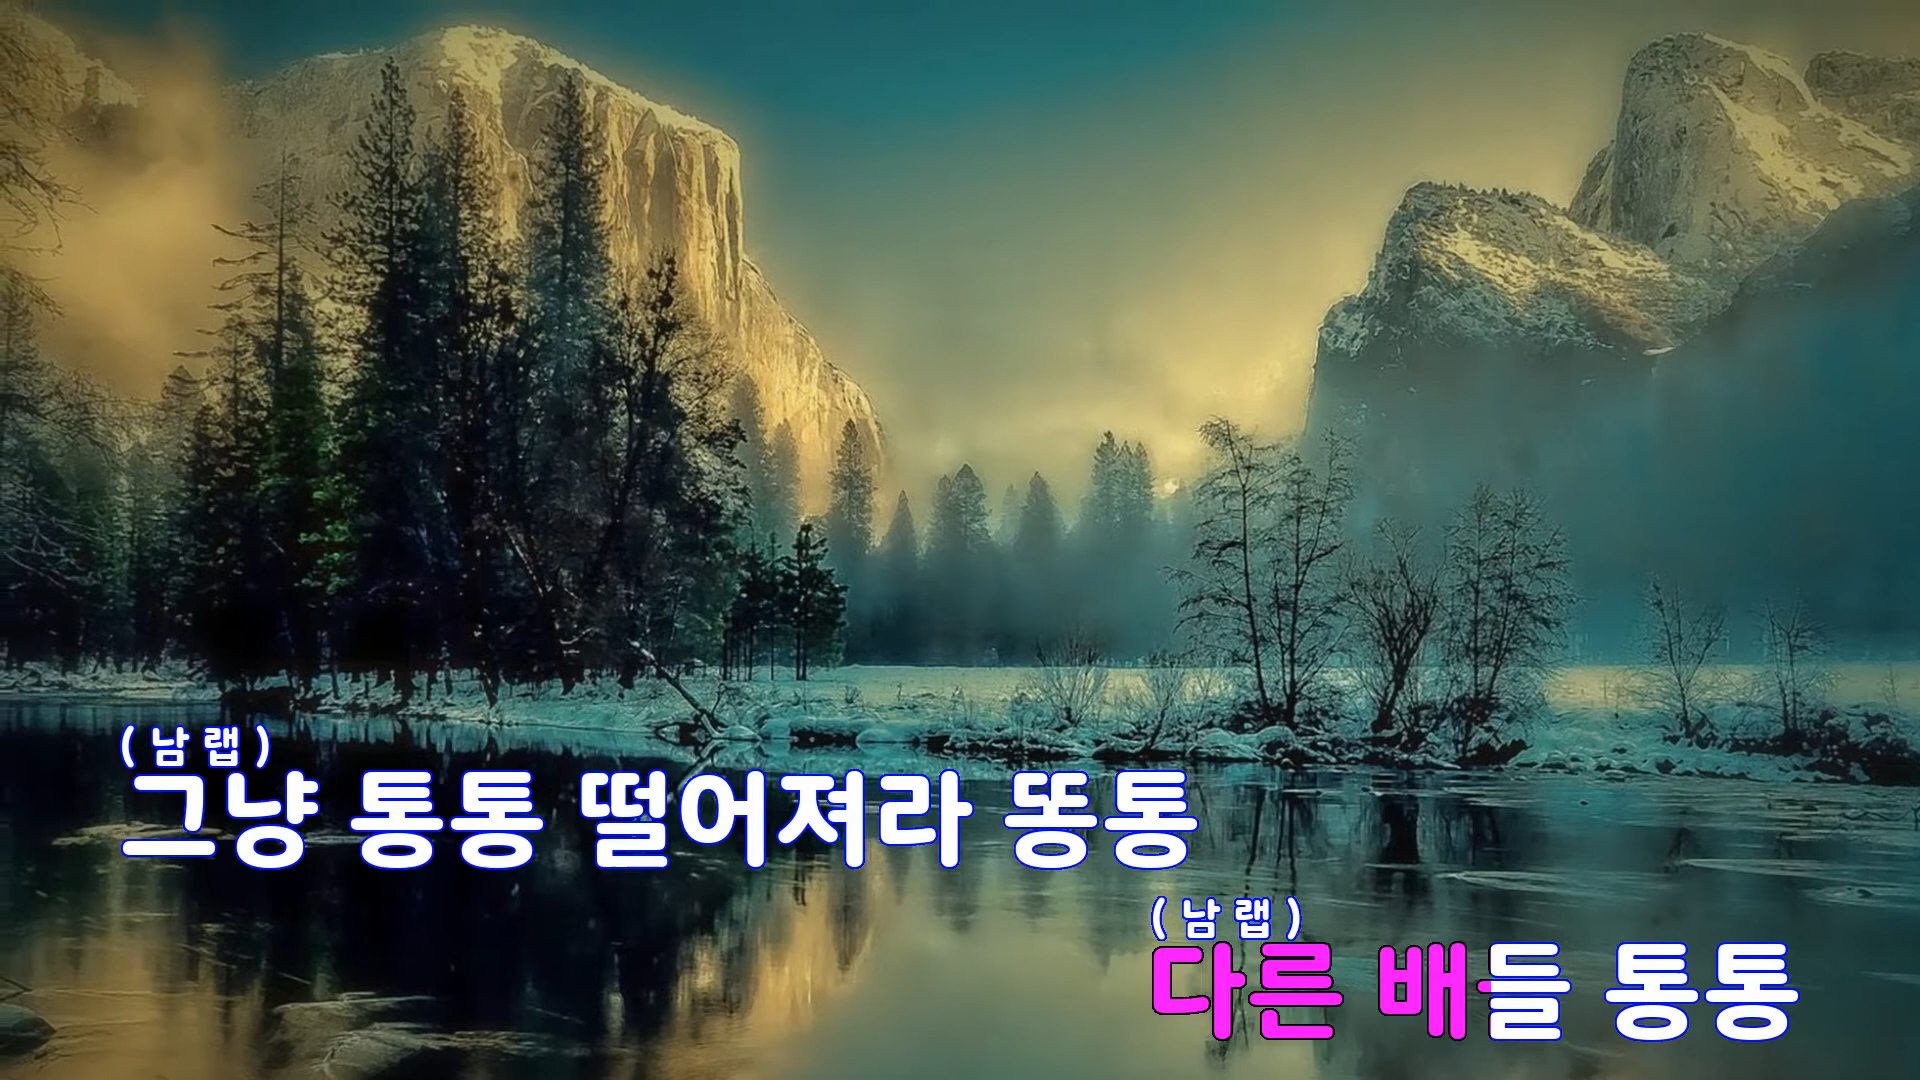 ( 남 랩 )
그냥 통통 떨어져라 똥통
( 남 랩 )
다른 배들 통통